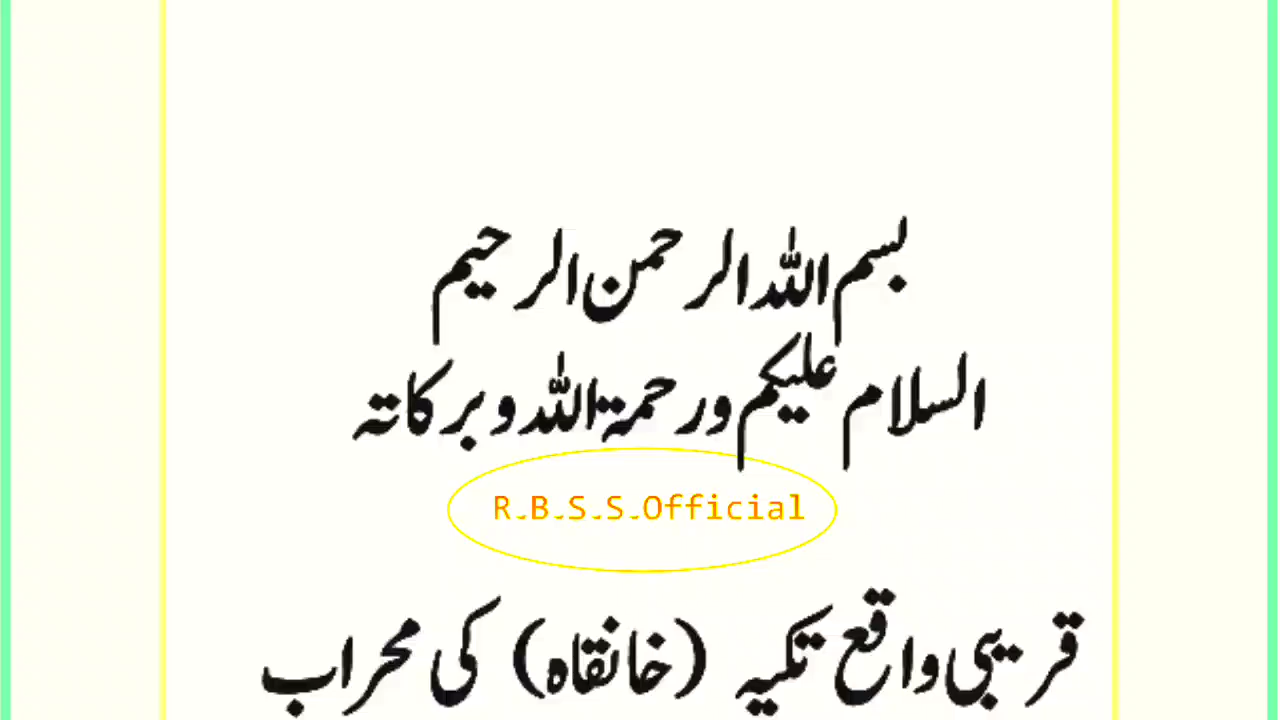 بسم اللہ الرحمن الرحیم
السلام علیکم ورحمۃ اللہ وبرکاتہ
R.B.S.S.Official
قریبی واقع تکیہ (خانقاہ) کی محراب